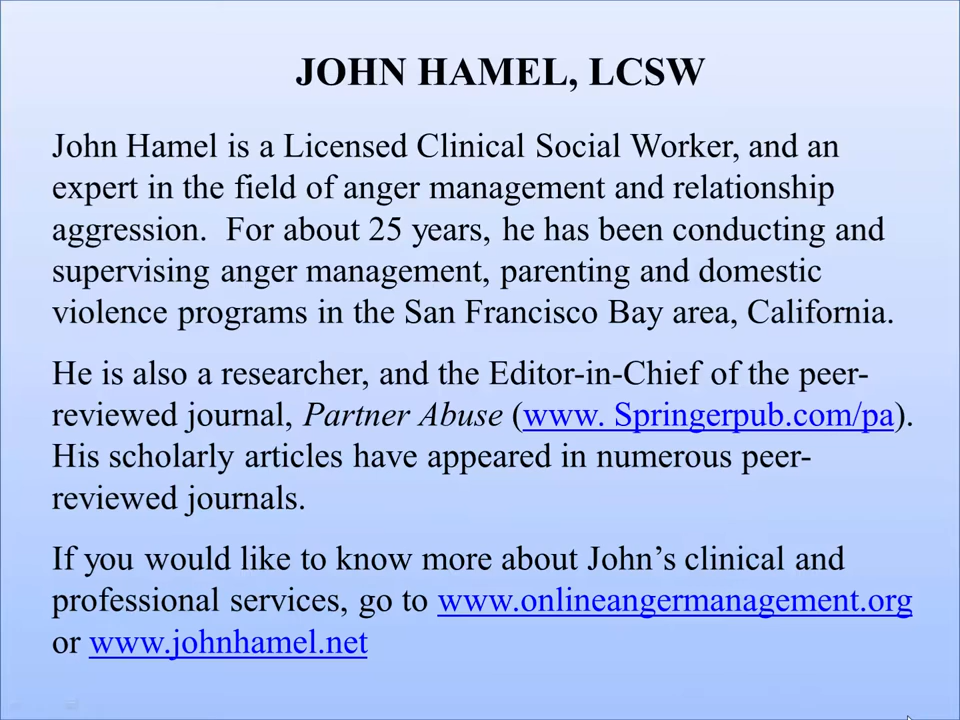 JOHN HAMEL, LCSW
John Hamel is a Licensed Clinical Social Worker, and an
expert in the field of anger management and relationship
aggression.  For about 25 years, he has been conducting and
supervising anger management, parenting and domestic
violence programs in the San Francisco Bay area, California.
He is also a researcher, and the Editor-in-Chief of the peer-
reviewed journal, Partner Abuse (www. Springerpub.com/pa).
His scholarly articles have appeared in numerous peer-
reviewed journals.
If you would like to know more about John’s clinical and
professional services, go to www.onlineangermanagement.org
or www.johnhamel.net